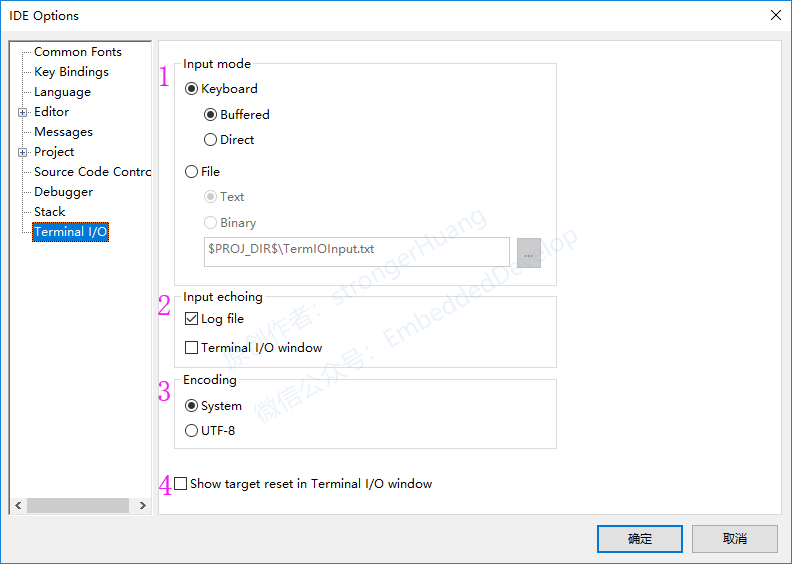 IDE Options
Common Fonts
Key Bindings
Language
Editor
Messages
Project
Source Code Contro
Debugger
Stack
Terminal I/O
1
Input mode
Keyboard
Buffered
Direct
File
Text
Binary
$PROJ_DIR$\TermIOInput.txt
...
2
Input echoing
Log file
Terminal I/O window
3
Encoding
System
UTF-8
4
Show target reset in Terminal I/O window
原创作者：strongerHuang
微信公众号：EmbeddedDevelop
确定
取消